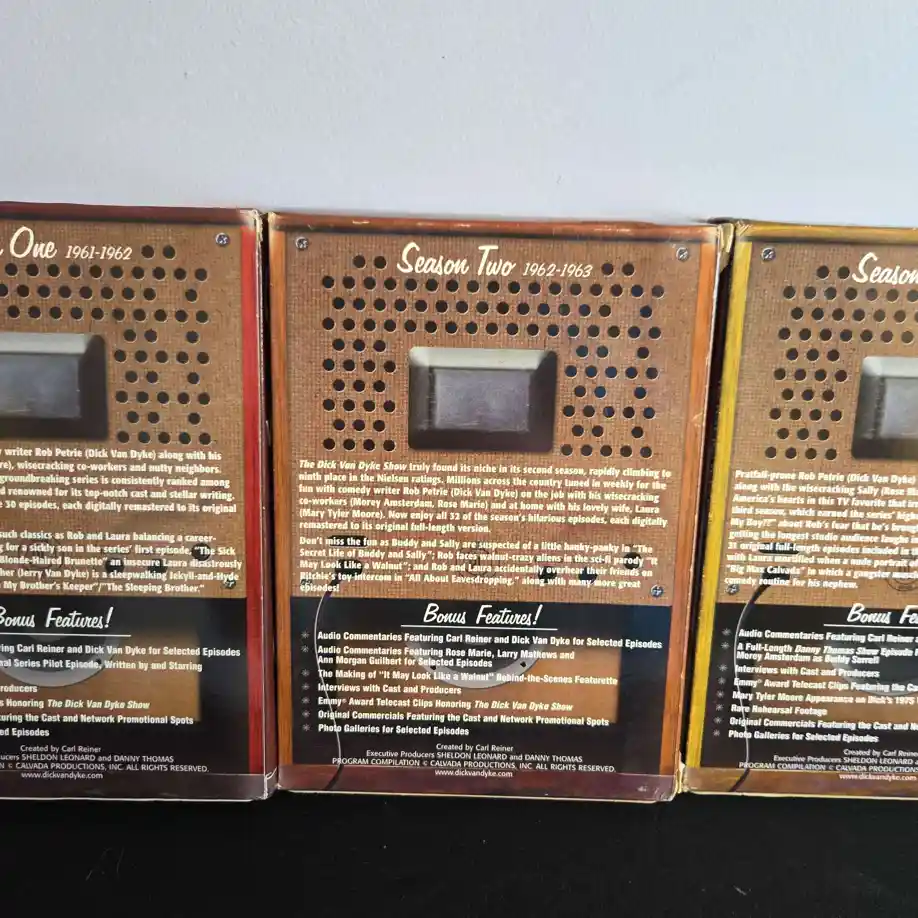 One 1961-1962
writer Rob Petrie (Dick Van Dyke) along with his
wisecracking co-workers and nutty neighbors.
groundbreaking series is consistently ranked among
renowned for its top-notch cast and stellar writing.
30 episodes, each digitally remastered to its original
such classics as Rob and Laura balancing a career-
for a sickly son in the series' first episode, "The Sick
Blonde-Haired Brunette" an insecure Laura disastrously
(Jerry Van Dyke) is a sleepwalking Jekyll-and-Hyde
My Brother's Keeper"/"The Sleeping Brother."
Bonus Features!
Carl Reiner and Dick Van Dyke for Selected Episodes
Series Pilot Episode, Written by and Starring
Honoring The Dick Van Dyke Show
the Cast and Network Promotional Spots
Episodes
Created by Carl Reiner
SHELDON LEONARD and DANNY THOMAS
PROGRAM COMPILATION © CALVADA PRODUCTIONS, INC. ALL RIGHTS RESERVED.
www.dickvandyke.com
Season Two 1962-1963
The Dick Van Dyke Show truly found its niche in its second season, rapidly climbing to
ninth place in the Nielsen ratings. Millions across the country tuned in weekly for the
fun with comedy writer Rob Petrie (Dick Van Dyke) on the job with his wisecracking
co-workers (Morey Amsterdam, Rose Marie) and at home with his lovely wife, Laura
(Mary Tyler Moore). Now enjoy all 32 of the season's hilarious episodes, each digitally
remastered to its original full-length version.
Don't miss the fun as Buddy and Sally are suspected of a little hanky-panky in "The
Secret Life of Buddy and Sally"; Rob faces walnut-crazy aliens in the sci-fi parody "It
May Look Like a Walnut"; and Rob and Laura accidentally overhear their friends on
Ritchie's toy intercom in "All About Eavesdropping," along with many more great
episodes!
Bonus Features!
Audio Commentaries Featuring Carl Reiner and Dick Van Dyke for Selected Episodes
Audio Commentaries Featuring Rose Marie, Larry Mathews and
Ann Morgan Guilbert for Selected Episodes
The Making of "It May Look Like a Walnut" Behind-the-Scenes Featurette
Interviews with Cast and Producers
Emmy® Award Telecast Clips Honoring The Dick Van Dyke Show
Original Commercials Featuring the Cast and Network Promotional Spots
Photo Galleries for Selected Episodes
Created by Carl Reiner
Executive Producers SHELDON LEONARD and DANNY THOMAS
PROGRAM COMPILATION © CALVADA PRODUCTIONS, INC. ALL RIGHTS RESERVED.
www.dickvandyke.com
Season
Pratfall-prone Rob Petrie (Dick Van Dyke)
along with the wisecracking Sally (Rose
America's hearts in this TV favorite that
third season, which earned the series' high
My Boy?!" about Rob's fear that he's
getting the longest studio audience laugh
original full-length episodes included in
with Laura mortified when a nude portrait
"Big Max Calvada" in which a gangster
comedy routine for his nephew.
Bonus
Audio Commentaries Featuring Carl Reiner
A Full-Length Danny Thomas Show Episode
Morey Amsterdam as Buddy Sorrell
Interviews with Cast and Producers
Emmy® Award Telecast Clips Featuring the
Mary Tyler Moore Appearance on Dick's 1975
Rare Rehearsal Footage
Original Commercials Featuring the Cast and
Photo Galleries for Selected Episodes
Created by Carl
Executive Producers SHELDON LEONARD
PROGRAM COMPILATION © CALVADA PRODUCTIONS, INC. ALL
www.dickvandyke.com